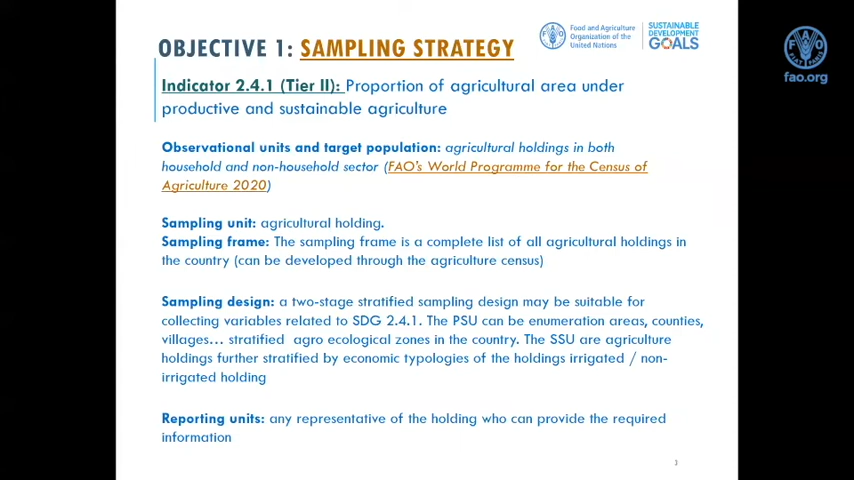 OBJECTIVE 1: SAMPLING STRATEGY
Food and Agriculture
Organization of the
United Nations
SUSTAINABLE
DEVELOPMENT
GOALS
FAO
FIAT PANIS
fao.org
Indicator 2.4.1 (Tier II): Proportion of agricultural area under
productive and sustainable agriculture
Observational units and target population: agricultural holdings in both
household and non-household sector (FAO's World Programme for the Census of
Agriculture 2020)
Sampling unit: agricultural holding.
Sampling frame: The sampling frame is a complete list of all agricultural holdings in
the country (can be developed through the agriculture census)
Sampling design: a two-stage stratified sampling design may be suitable for
collecting variables related to SDG 2.4.1. The PSU can be enumeration areas, counties,
villages... stratified agro ecological zones in the country. The SSU are agriculture
holdings further stratified by economic typologies of the holdings irrigated / non-
irrigated holding
Reporting units: any representative of the holding who can provide the required
information
3